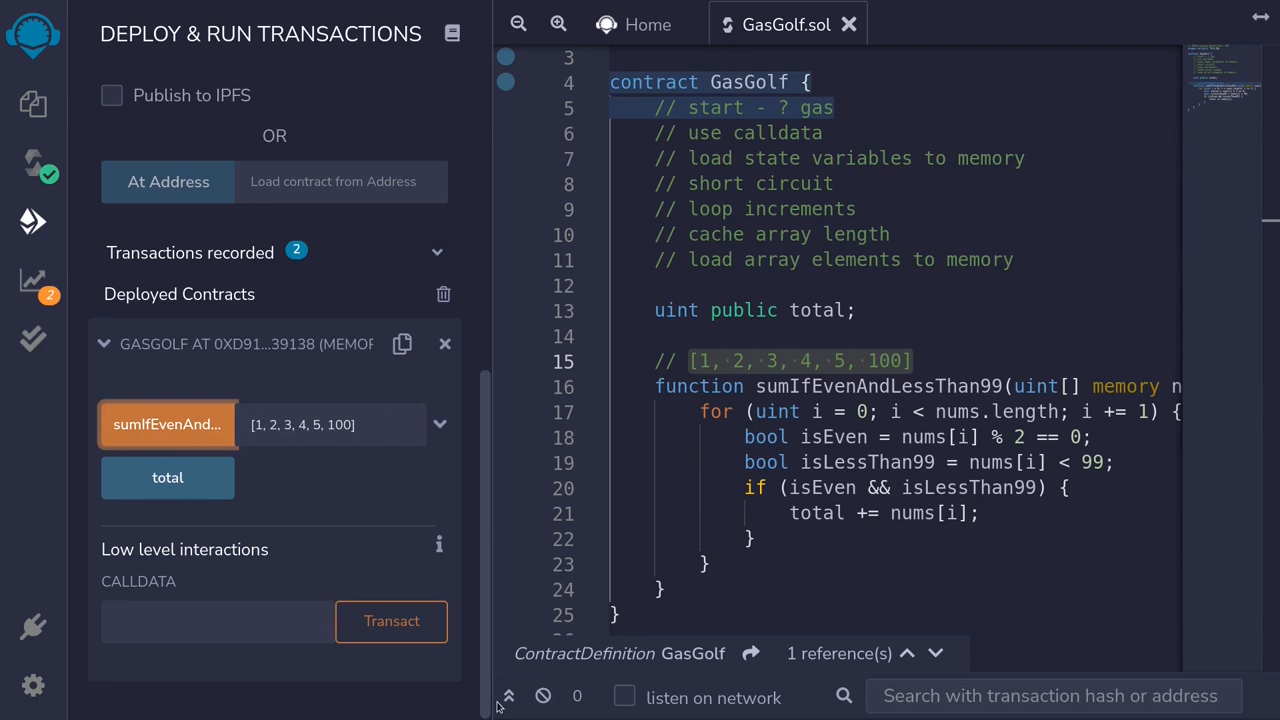 DEPLOY & RUN TRANSACTIONS
Publish to IPFS
OR
At Address
Load contract from Address
Transactions recorded 2
Deployed Contracts
GASGOLF AT 0XD91...39138 (MEMOR
sumIfEvenAnd...
[1, 2, 3, 4, 5, 100]
total
Low level interactions
i
CALLDATA
Transact
2
Home
GasGolf.sol
3
4 contract GasGolf {
5 // start - ? gas
6 // use calldata
7 // load state variables to memory
8 // short circuit
9 // loop increments
10 // cache array length
11 // load array elements to memory
12
13 uint public total;
14
15 // [1, 2, 3, 4, 5, 100]
16 function sumIfEvenAndLessThan99(uint[] memory n
17 for (uint i = 0; i < nums.length; i += 1) {
18 bool isEven = nums[i] % 2 == 0;
19 bool isLessThan99 = nums[i] < 99;
20 if (isEven && isLessThan99) {
21 total += nums[i];
22 }
23 }
24 }
25 }
ContractDefinition GasGolf 1 reference(s)
0
listen on network
Search with transaction hash or address